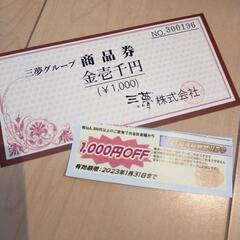 NO.300196
三夢グループ 商品券
金壱千円
(￥1,000)
三夢 株式会社
1,000円OFF
有効期限:2023年1月31日まで